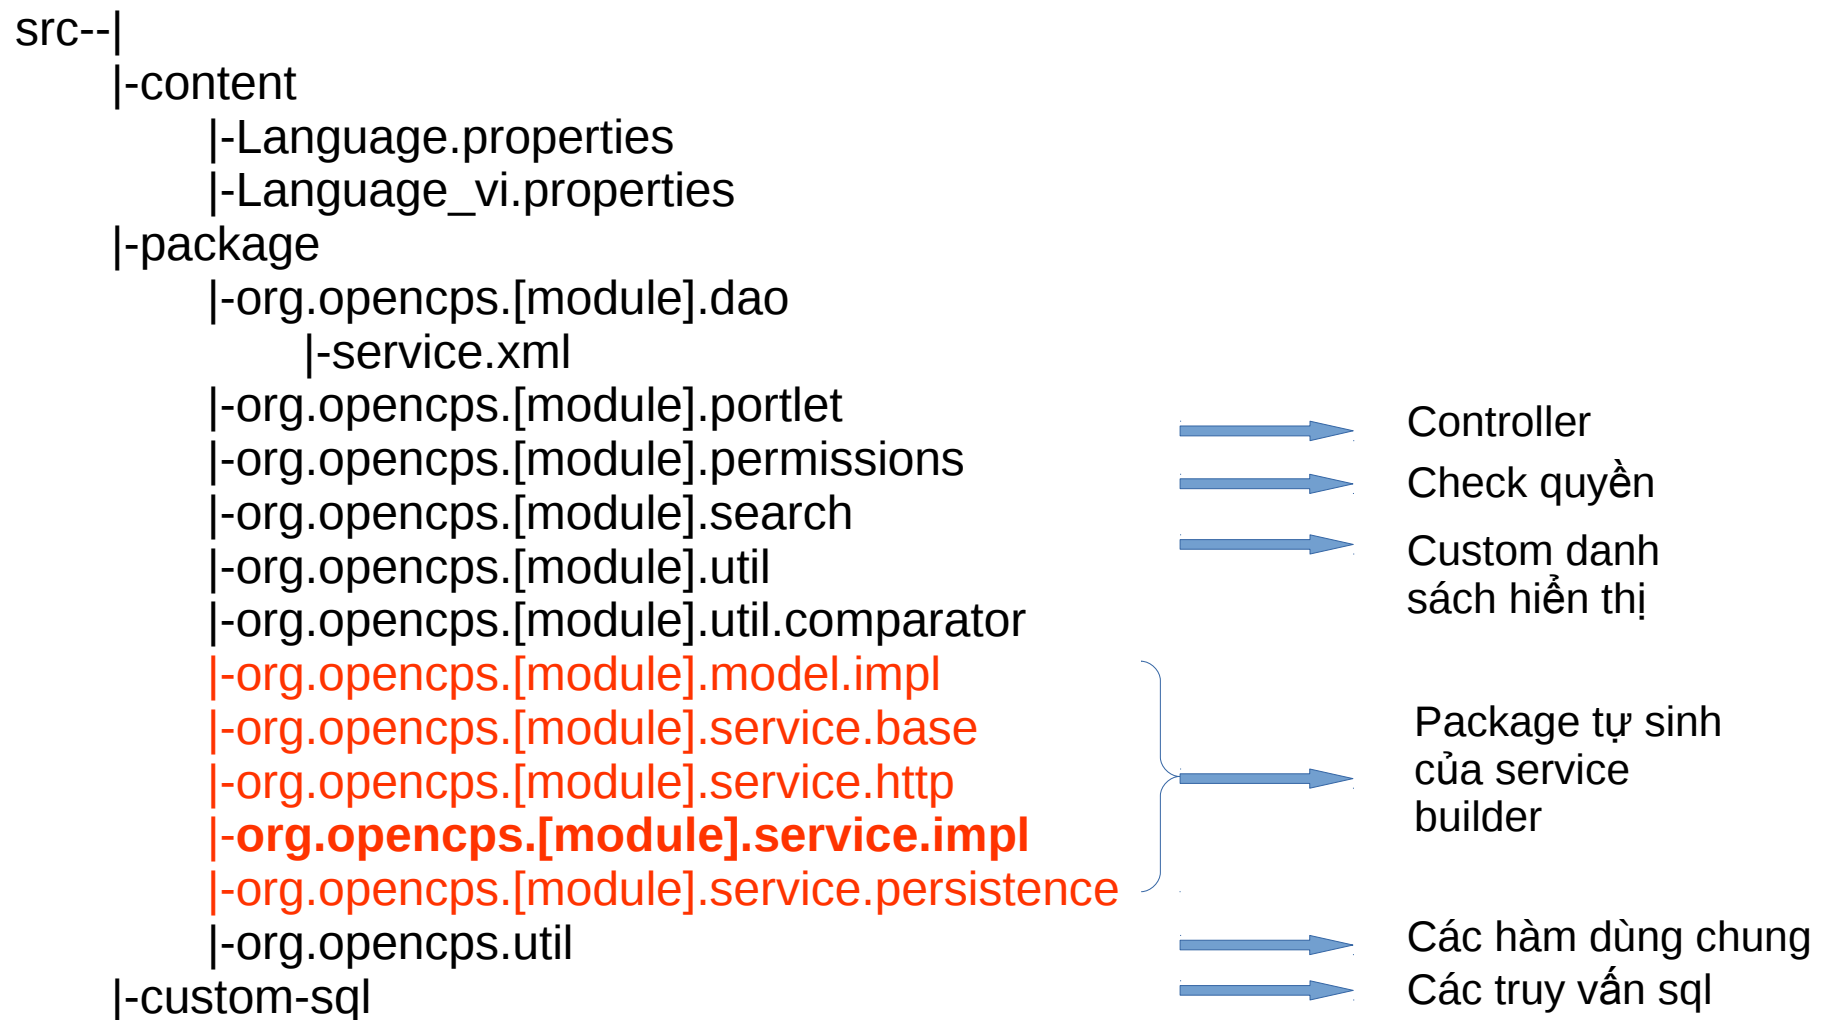 src--|
|-content
|-Language.properties
|-Language_vi.properties
|-package
|-org.opencps.[module].dao
|-service.xml
|-org.opencps.[module].portlet
Controller
|-org.opencps.[module].permissions
Check quyền
|-org.opencps.[module].search
Custom danh
sách hiển thị
|-org.opencps.[module].util
|-org.opencps.[module].util.comparator
|-org.opencps.[module].model.impl
|-org.opencps.[module].service.base
|-org.opencps.[module].service.http
|-org.opencps.[module].service.impl
|-org.opencps.[module].service.persistence
Package tự sinh
của service
builder
|-org.opencps.util
Các hàm dùng chung
|-custom-sql
Các truy vấn sql